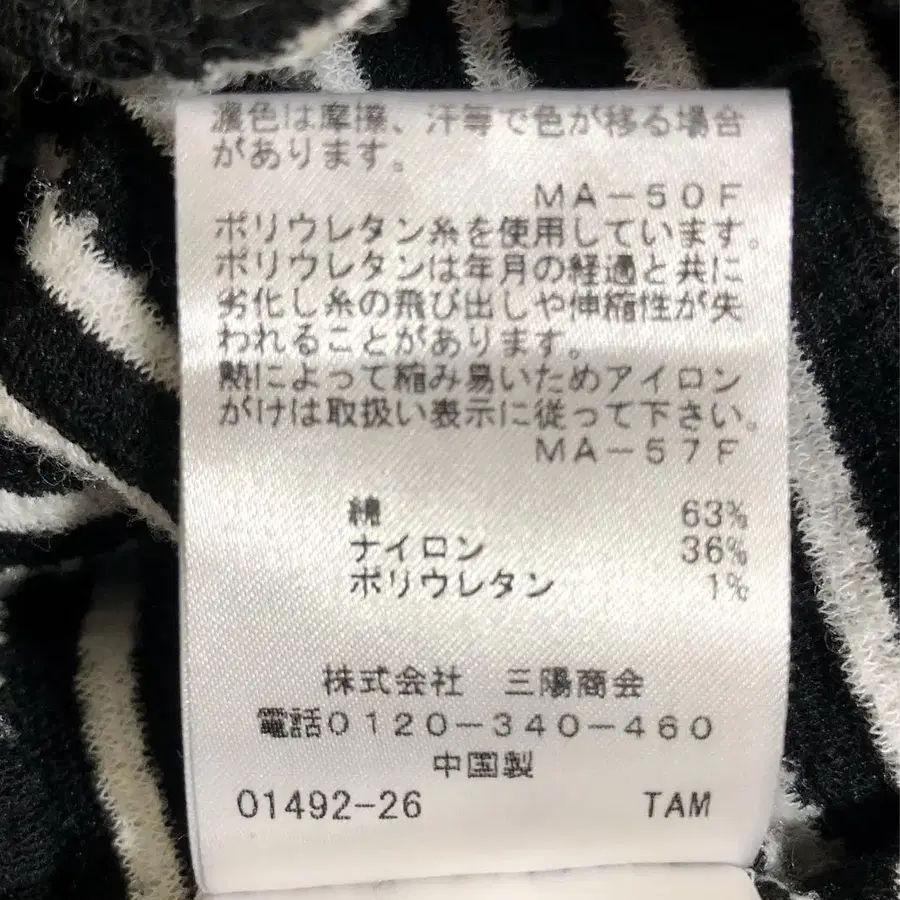 濃色は摩擦、汗等で色が移る場合
があります。
MA-50F
ポリウレタン糸を使用しています。
ポリウレタンは年月の経過と共に
劣化し糸の飛び出しや伸縮性が失
われることがあります。
熱によって縮み易いためアイロン
がけは取扱い表示に従って下さい。
MA-57F
綿 63%
ナイロン 36%
ポリウレタン 1%
株式会社 三陽商会
電話0120-340-460
中国製
01492-26 TAM